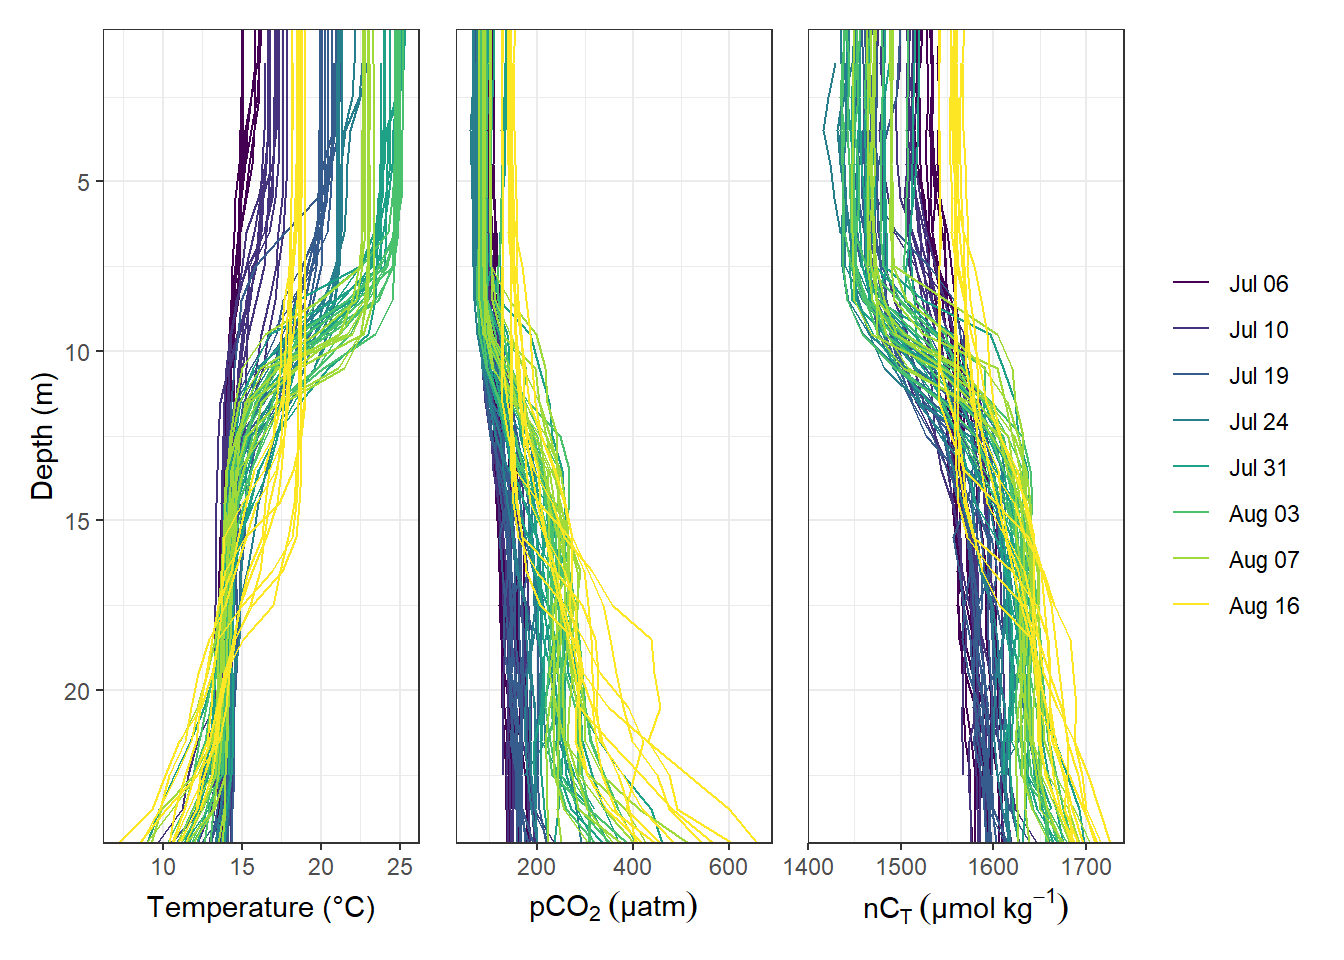 Depth (m)
5
10
15
20
10 15 20 25
200 400 600
1400 1500 1600 1700
Temperature (°C)
pCO₂ (µatm)
nC_T (µmol kg⁻¹)
Jul 06
Jul 10
Jul 19
Jul 24
Jul 31
Aug 03
Aug 07
Aug 16